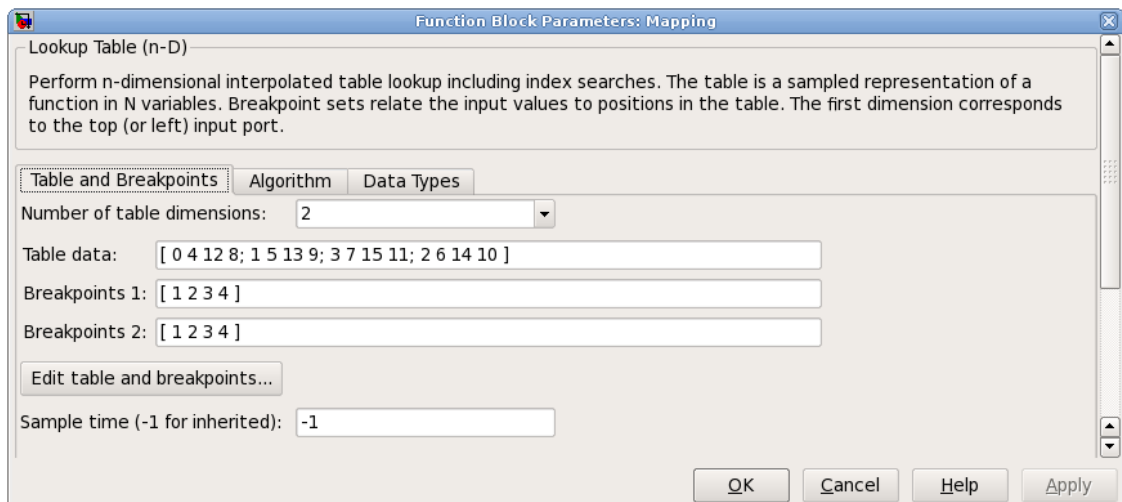 Function Block Parameters: Mapping
Lookup Table (n-D)
Perform n-dimensional interpolated table lookup including index searches. The table is a sampled representation of a
function in N variables. Breakpoint sets relate the input values to positions in the table. The first dimension corresponds
to the top (or left) input port.
Table and Breakpoints Algorithm Data Types
Number of table dimensions: 2
Table data: [ 0 4 12 8; 1 5 13 9; 3 7 15 11; 2 6 14 10 ]
Breakpoints 1: [ 1 2 3 4 ]
Breakpoints 2: [ 1 2 3 4 ]
Edit table and breakpoints...
Sample time (-1 for inherited): -1
OK Cancel Help Apply